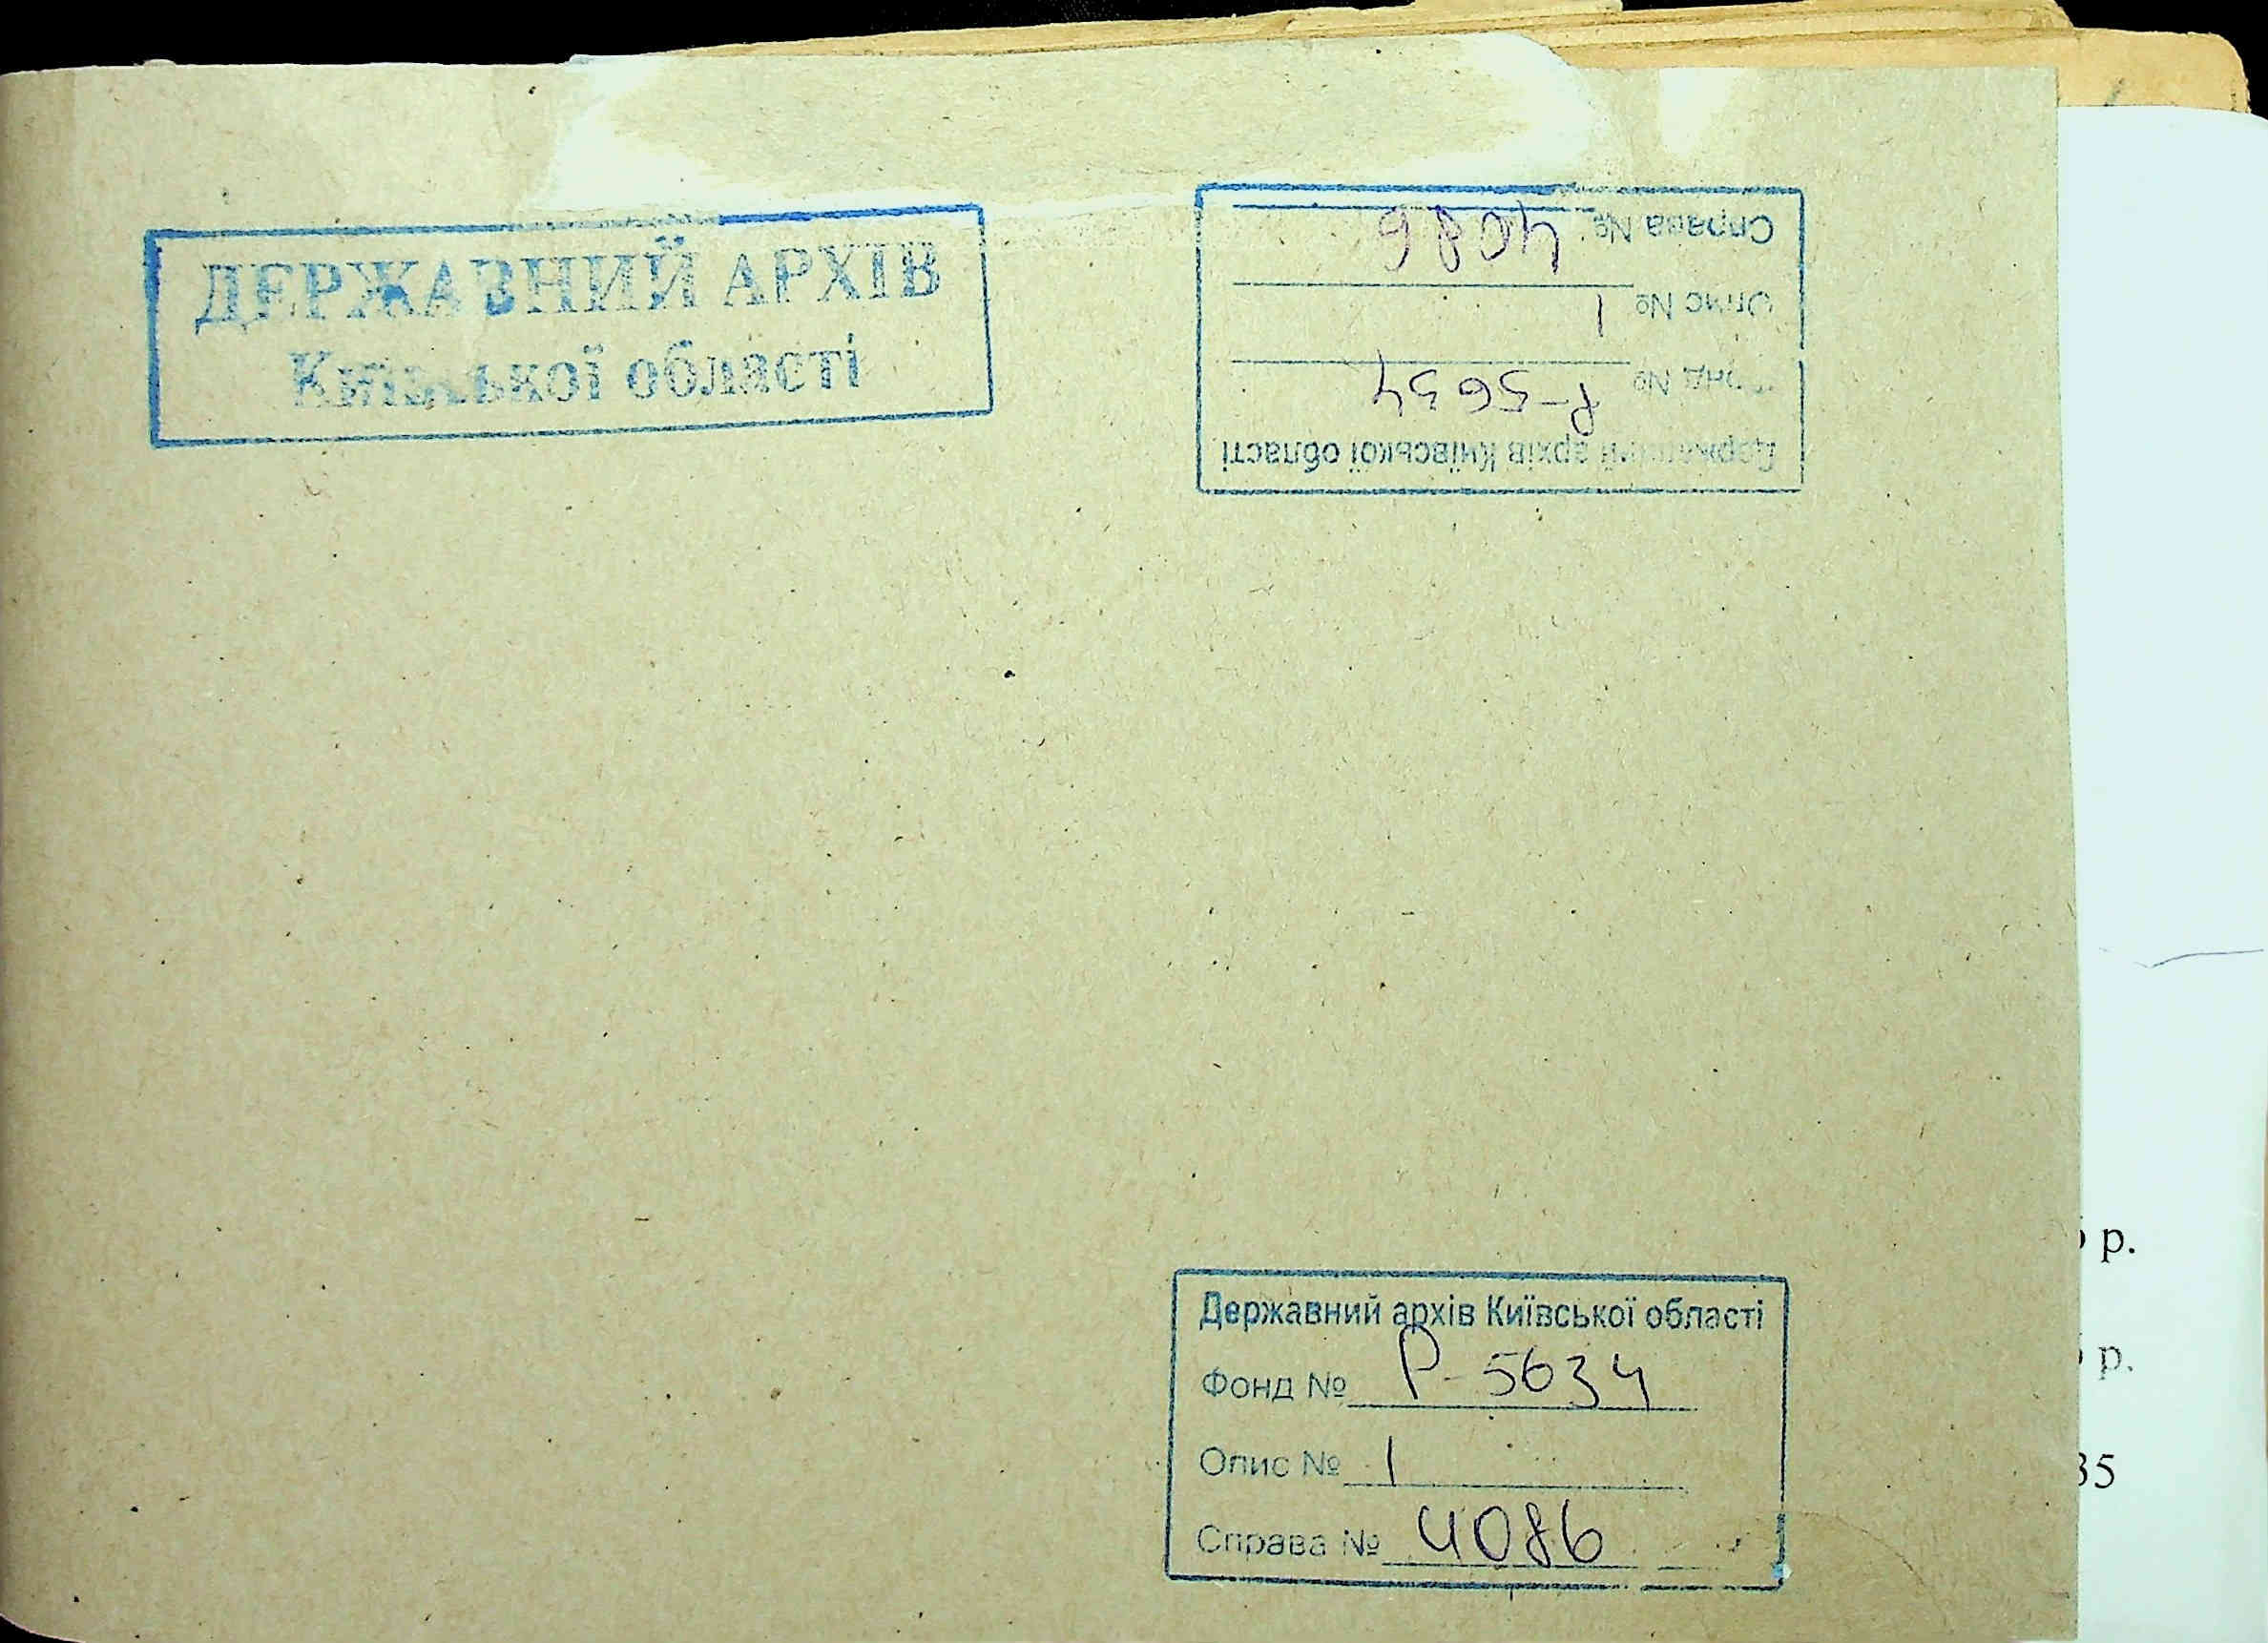 ДЕРЖАВНИЙ АРХІВ
Київської області
Державний архів Київської області
Фонд № Р-5634
Опис № 1
Справа № 4086
р.
р.
35
Державний архів Київської області
Фонд № Р-5634
Опис № 1
Справа № 4086